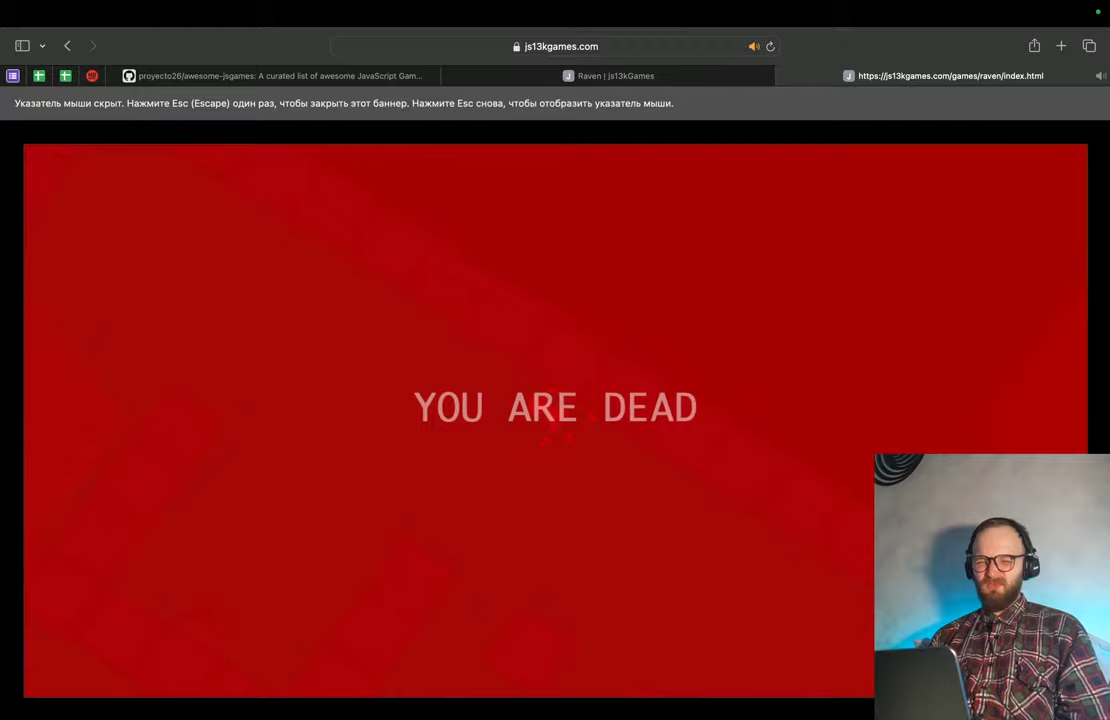 js13kgames.com
proyecto26/awesome-jsgames: A curated list of awesome JavaScript Gam...
J Raven | js13kGames
J https://js13kgames.com/games/raven/index.html
Указатель мыши скрыт. Нажмите Esc (Escape) один раз, чтобы закрыть этот баннер. Нажмите Esc снова, чтобы отобразить указатель мыши.
YOU ARE DEAD